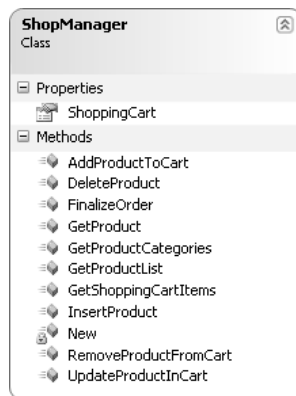 ShopManager
Class
Properties
ShoppingCart
Methods
AddProductToCart
DeleteProduct
FinalizeOrder
GetProduct
GetProductCategories
GetProductList
GetShoppingCartItems
InsertProduct
New
RemoveProductFromCart
UpdateProductInCart